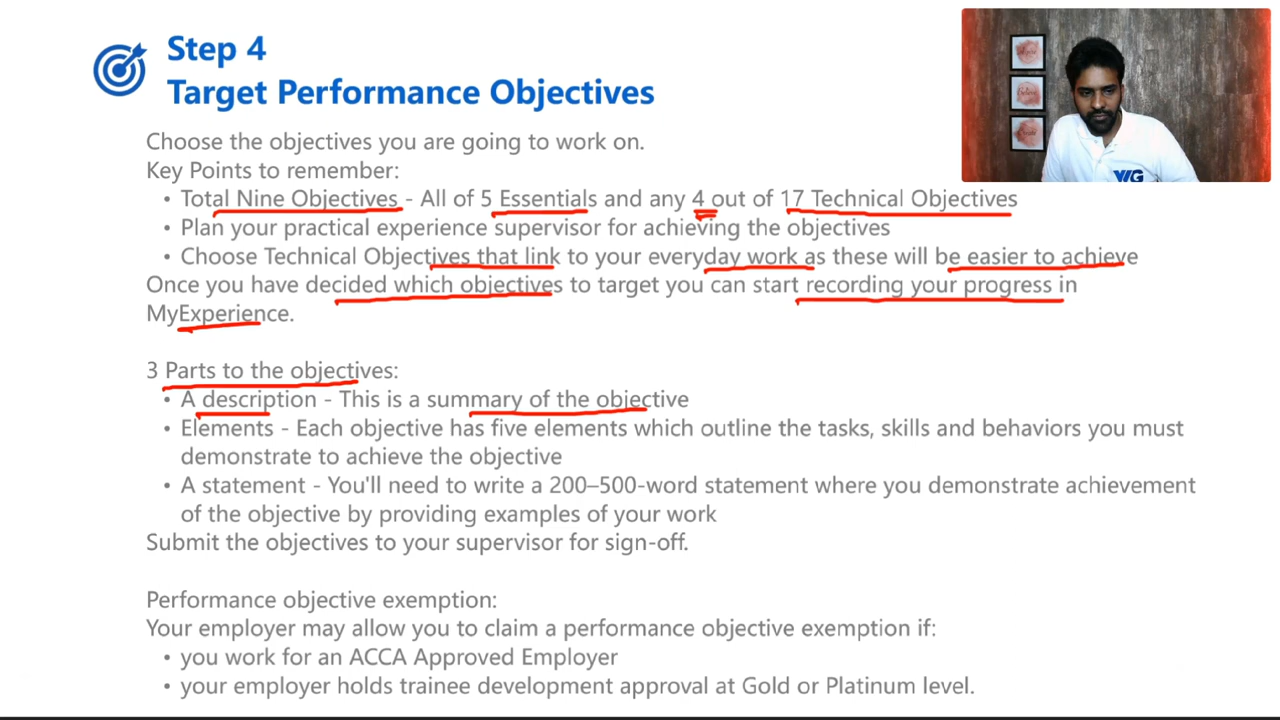 Step 4
Target Performance Objectives
Choose the objectives you are going to work on.
Key Points to remember:
• Total Nine Objectives - All of 5 Essentials and any 4 out of 17 Technical Objectives
• Plan your practical experience supervisor for achieving the objectives
• Choose Technical Objectives that link to your everyday work as these will be easier to achieve
Once you have decided which objectives to target you can start recording your progress in
MyExperience.
3 Parts to the objectives:
• A description - This is a summary of the objective
• Elements - Each objective has five elements which outline the tasks, skills and behaviors you must
demonstrate to achieve the objective
• A statement - You'll need to write a 200–500-word statement where you demonstrate achievement
of the objective by providing examples of your work
Submit the objectives to your supervisor for sign-off.
Performance objective exemption:
Your employer may allow you to claim a performance objective exemption if:
• you work for an ACCA Approved Employer
• your employer holds trainee development approval at Gold or Platinum level.